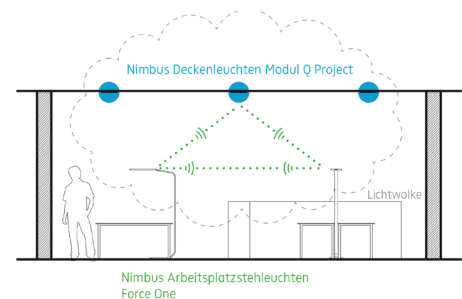 Nimbus Deckenleuchten Modul Q Project
Lichtwolke
Nimbus Arbeitsplatzstehleuchten
Force One